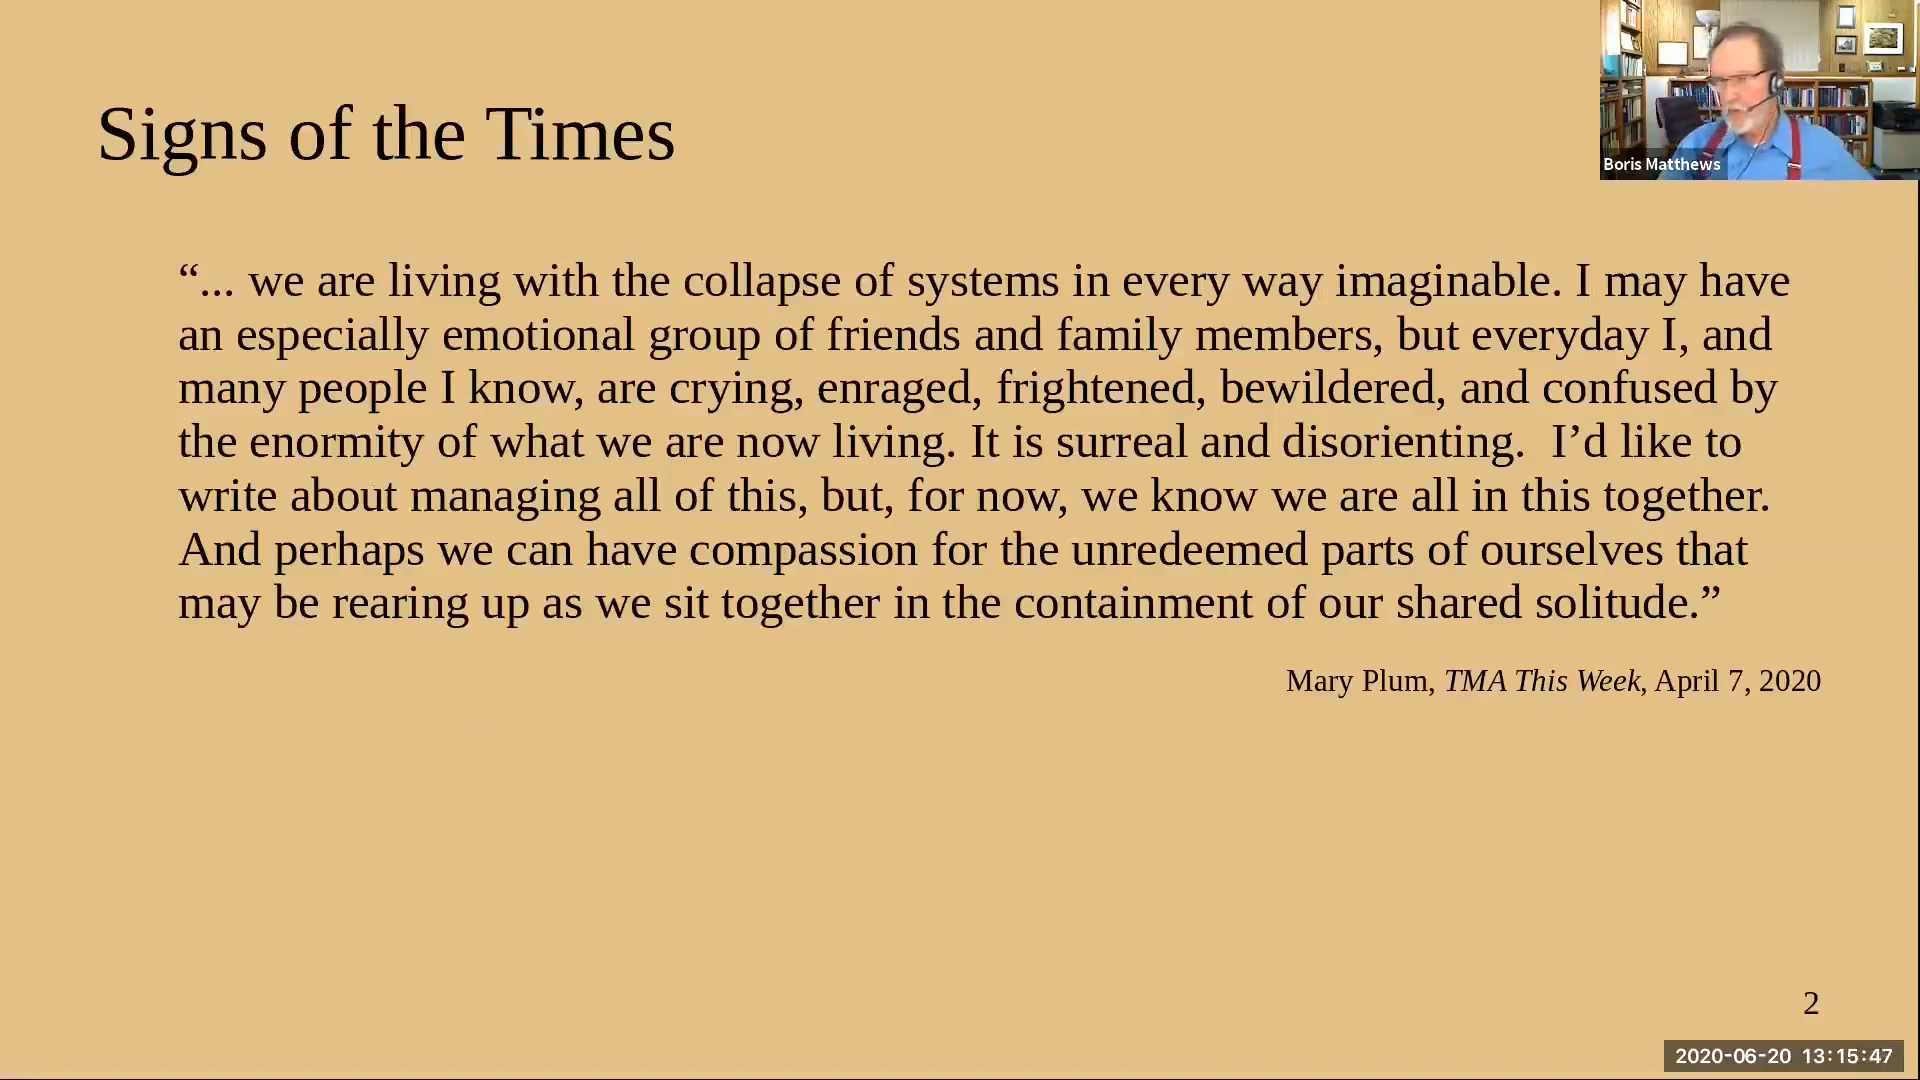 Signs of the Times
Boris Matthews
“... we are living with the collapse of systems in every way imaginable. I may have
an especially emotional group of friends and family members, but everyday I, and
many people I know, are crying, enraged, frightened, bewildered, and confused by
the enormity of what we are now living. It is surreal and disorienting.  I’d like to
write about managing all of this, but, for now, we know we are all in this together.
And perhaps we can have compassion for the unredeemed parts of ourselves that
may be rearing up as we sit together in the containment of our shared solitude.”
Mary Plum, TMA This Week, April 7, 2020
2
2020-06-20 13:15:47